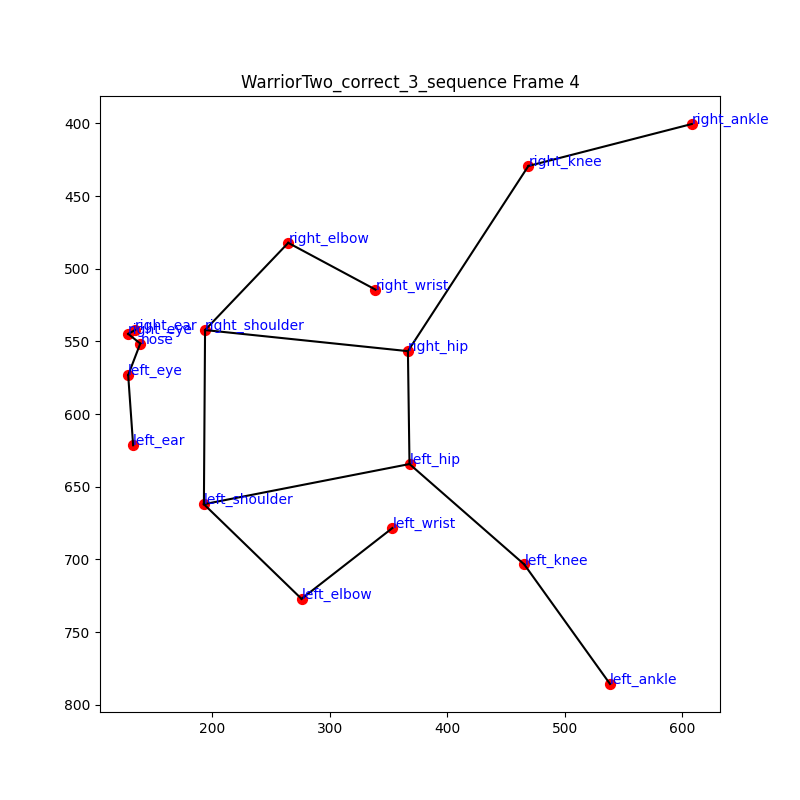 WarriorTwo_correct_3_sequence Frame 4
400
right_ankle
right_knee
450
right_elbow
500
right_wrist
right_ear
right_eye
right_shoulder
nose
550
right_hip
left_eye
600
left_ear
left_hip
650
left_shoulder
left_wrist
700
left_knee
left_elbow
750
left_ankle
800
200 300 400 500 600